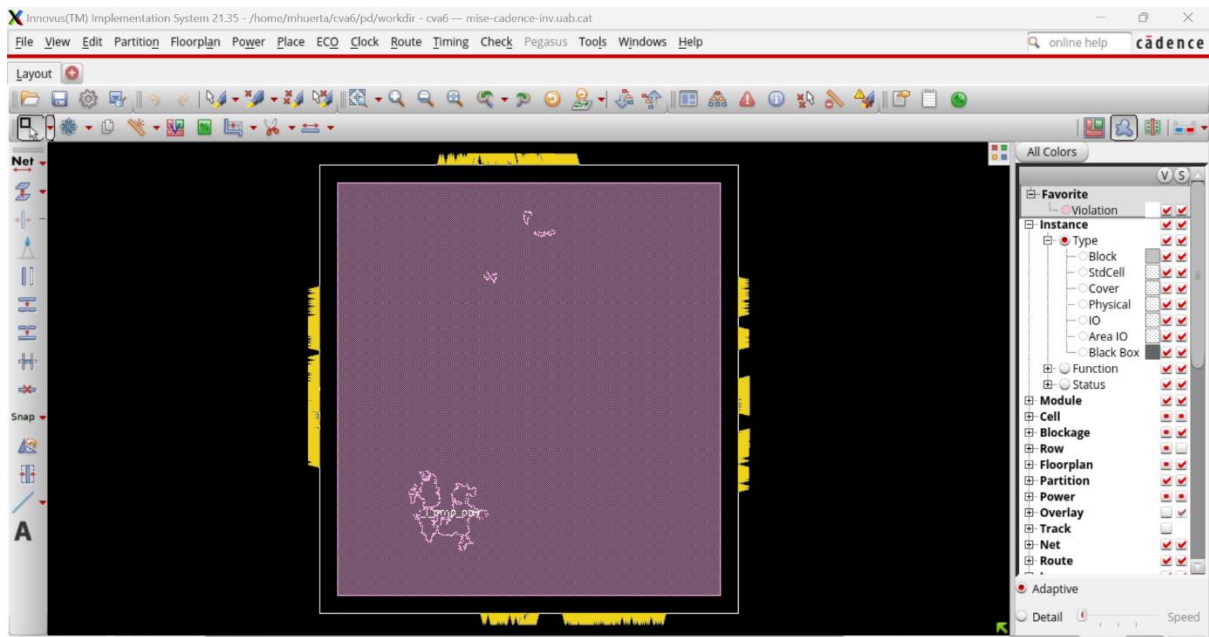 Innovus(TM) Implementation System 21.35 - /home/mhuerta/cva6/pd/workdir - cva6 — mise-cadence-inv.uab.cat
File View Edit Partition Floorplan Power Place ECO Clock Route Timing Check Pegasus Tools Windows Help
online help
cādence
Layout
Net
Snap
A
All Colors
V S
Favorite
Violation
Instance
Type
Block
StdCell
Cover
Physical
IO
Area IO
Black Box
Function
Status
Module
Cell
Blockage
Row
Floorplan
Partition
Power
Overlay
Track
Net
Route
Adaptive
Detail
Speed